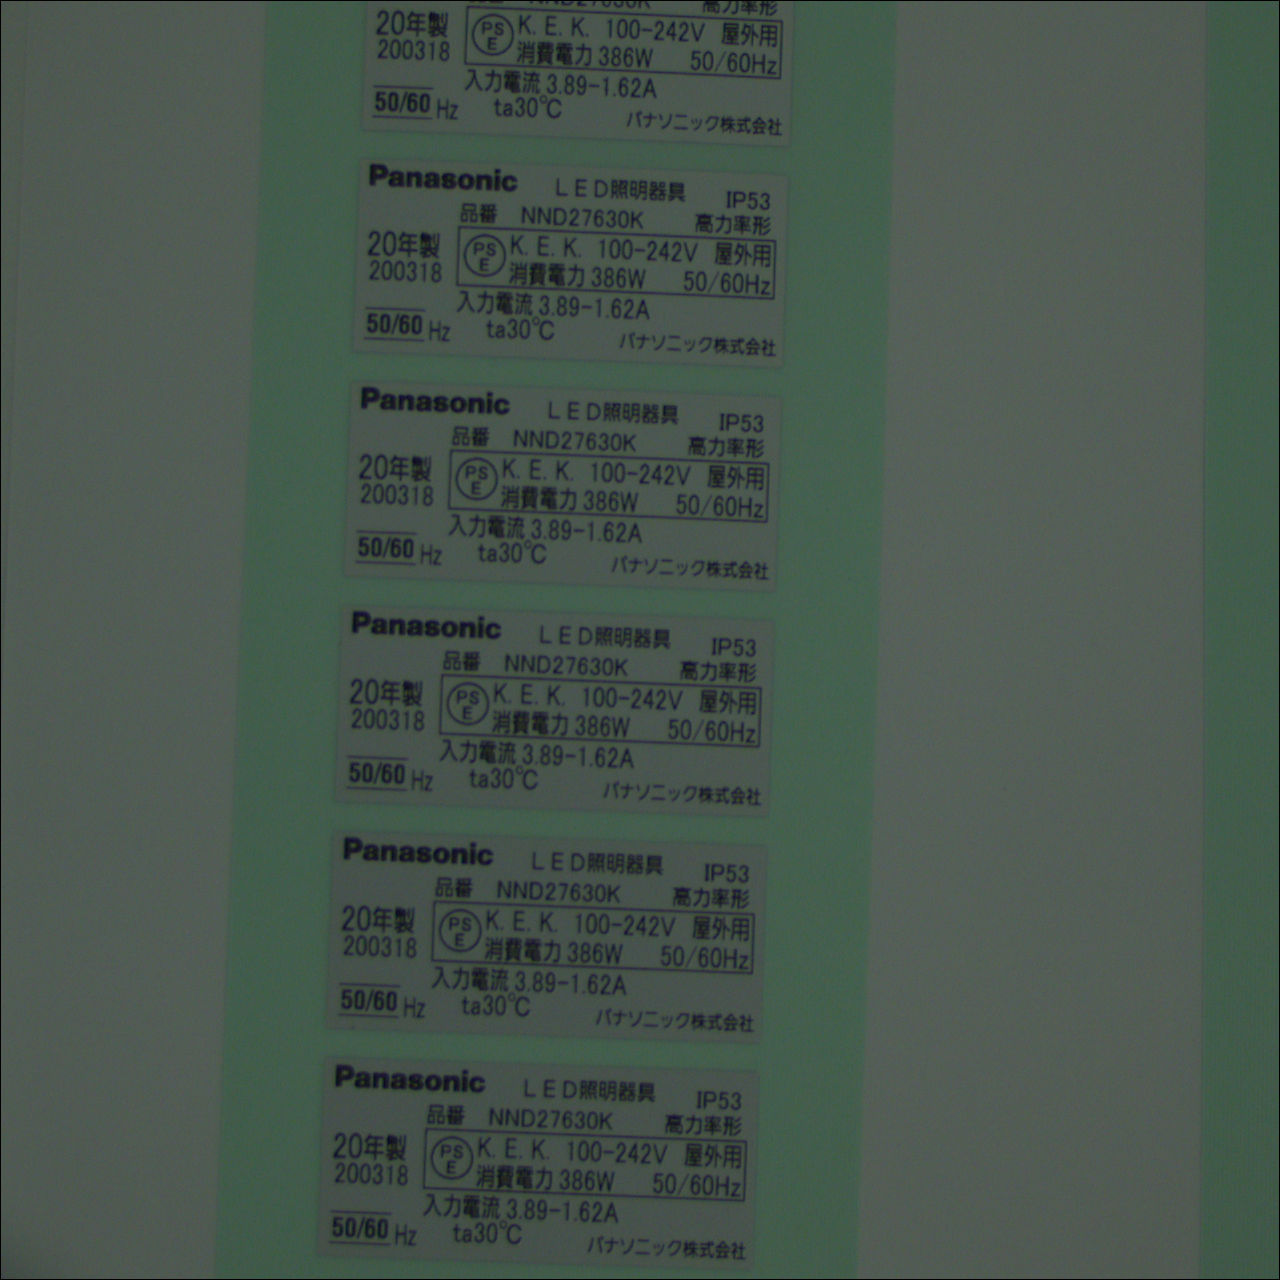 品番 NND27630K 高力率形
20年製 PS E K. E. K. 100-242V 屋外用
200318 消費電力 386W 50/60Hz
入力電流 3.89-1.62A
50/60 Hz ta30℃ パナソニック株式会社
Panasonic LED照明器具 IP53
品番 NND27630K 高力率形
20年製 PS E K. E. K. 100-242V 屋外用
200318 消費電力 386W 50/60Hz
入力電流 3.89-1.62A
50/60 Hz ta30℃ パナソニック株式会社
Panasonic LED照明器具 IP53
品番 NND27630K 高力率形
20年製 PS E K. E. K. 100-242V 屋外用
200318 消費電力 386W 50/60Hz
入力電流 3.89-1.62A
50/60 Hz ta30℃ パナソニック株式会社
Panasonic LED照明器具 IP53
品番 NND27630K 高力率形
20年製 PS E K. E. K. 100-242V 屋外用
200318 消費電力 386W 50/60Hz
入力電流 3.89-1.62A
50/60 Hz ta30℃ パナソニック株式会社
Panasonic LED照明器具 IP53
品番 NND27630K 高力率形
20年製 PS E K. E. K. 100-242V 屋外用
200318 消費電力 386W 50/60Hz
入力電流 3.89-1.62A
50/60 Hz ta30℃ パナソニック株式会社
Panasonic LED照明器具 IP53
品番 NND27630K 高力率形
20年製 PS E K. E. K. 100-242V 屋外用
200318 消費電力 386W 50/60Hz
入力電流 3.89-1.62A
50/60 Hz ta30℃ パナソニック株式会社